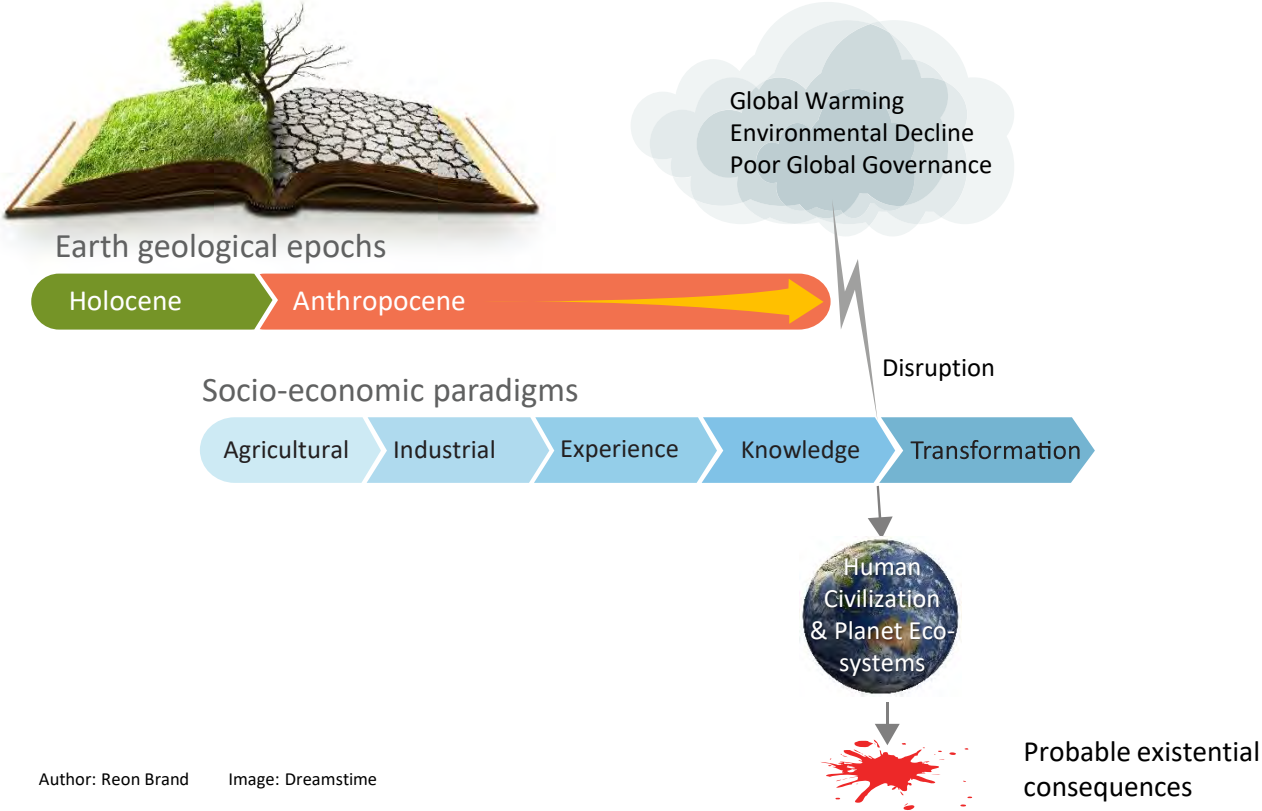 Global Warming
Environmental Decline
Poor Global Governance
Earth geological epochs
Holocene
Anthropocene
Disruption
Socio-economic paradigms
Agricultural
Industrial
Experience
Knowledge
Transformation
Human
Civilization
& Planet Eco-
systems
Probable existential
consequences
Author: Reon Brand
Image: Dreamstime